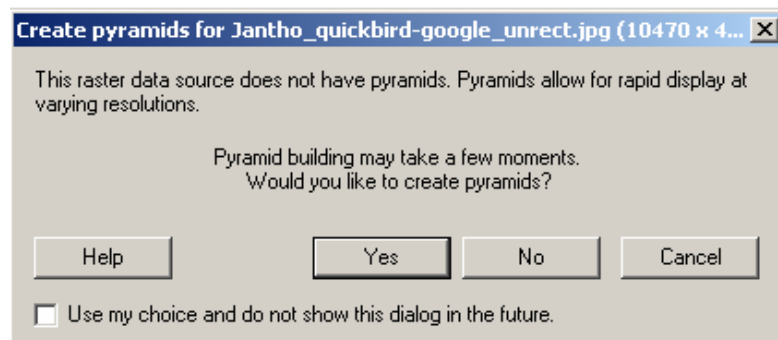 Create pyramids for Jantho_quickbird-google_unrect.jpg (10470 x 4...
This raster data source does not have pyramids. Pyramids allow for rapid display at
varying resolutions.
Pyramid building may take a few moments.
Would you like to create pyramids?
Help Yes No Cancel
Use my choice and do not show this dialog in the future.